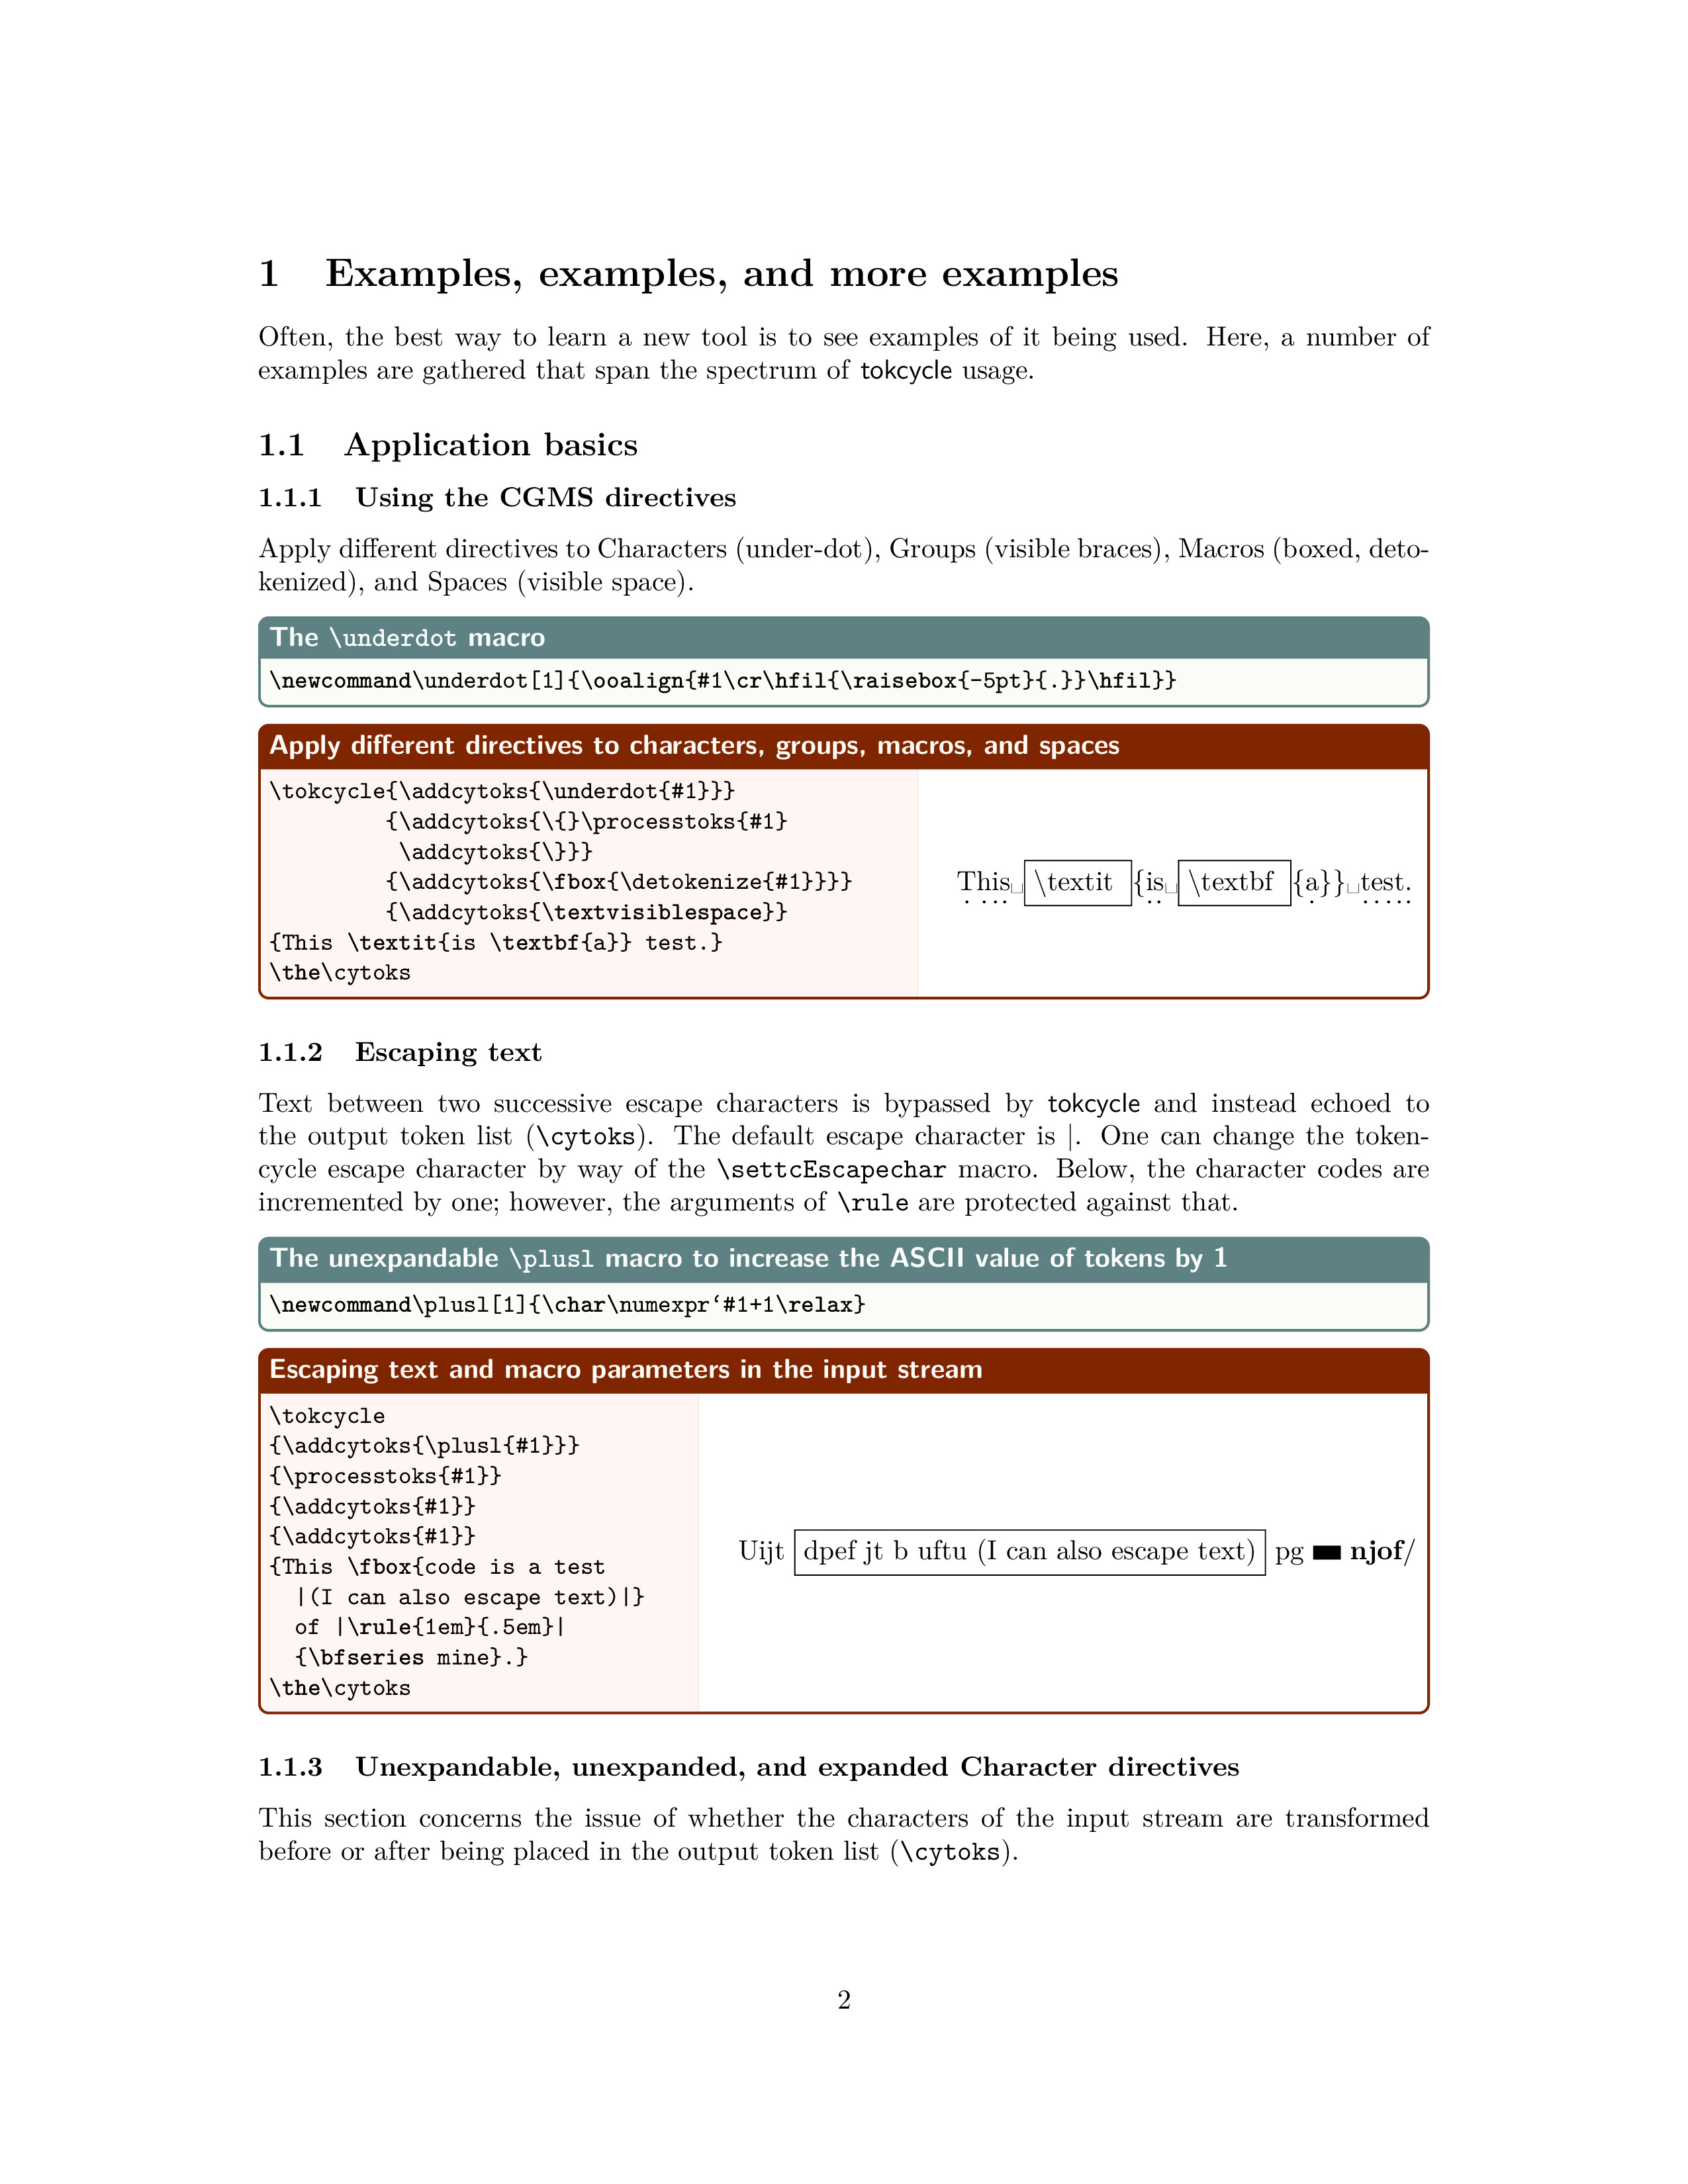 1 Examples, examples, and more examples
Often, the best way to learn a new tool is to see examples of it being used. Here, a number of
examples are gathered that span the spectrum of tokcycle usage.
1.1 Application basics
1.1.1 Using the CGMS directives
Apply different directives to Characters (under-dot), Groups (visible braces), Macros (boxed, deto-
kenized), and Spaces (visible space).
The \underdot macro
\newcommand\underdot[1]{\ooalign{#1\cr\hfil{\raisebox{-5pt}{.}}\hfil}}
Apply different directives to characters, groups, macros, and spaces
\tokcycle{\addcytoks{\underdot{#1}}}
         {\addcytoks{\{}\processtoks{#1}
          \addcytoks{\}}}
         {\addcytoks{\fbox{\detokenize{#1}}}}
         {\addcytoks{\textvisiblespace}}
{This \textit{is \textbf{a}} test.}
\the\cytoks
Ṭḥịṣ␣\textit {ịṣ␣\textbf {ạ}}␣ṭẹṣṭ.
1.1.2 Escaping text
Text between two successive escape characters is bypassed by tokcycle and instead echoed to
the output token list (\cytoks). The default escape character is |. One can change the token-
cycle escape character by way of the \settcEscapechar macro. Below, the character codes are
incremented by one; however, the arguments of \rule are protected against that.
The unexpandable \plusl macro to increase the ASCII value of tokens by 1
\newcommand\plusl[1]{\char\numexpr‘#1+1\relax}
Escaping text and macro parameters in the input stream
\tokcycle
{\addcytoks{\plusl{#1}}}
{\processtoks{#1}}
{\addcytoks{#1}}
{\addcytoks{#1}}
{This \fbox{code is a test
  |(I can also escape text)|}
  of |\rule{1em}{.5em}|
  {\bfseries mine}.}
\the\cytoks
Uijt dpef jt b uftu (I can also escape text) pg ■ njof/
1.1.3 Unexpandable, unexpanded, and expanded Character directives
This section concerns the issue of whether the characters of the input stream are transformed
before or after being placed in the output token list (\cytoks).
2